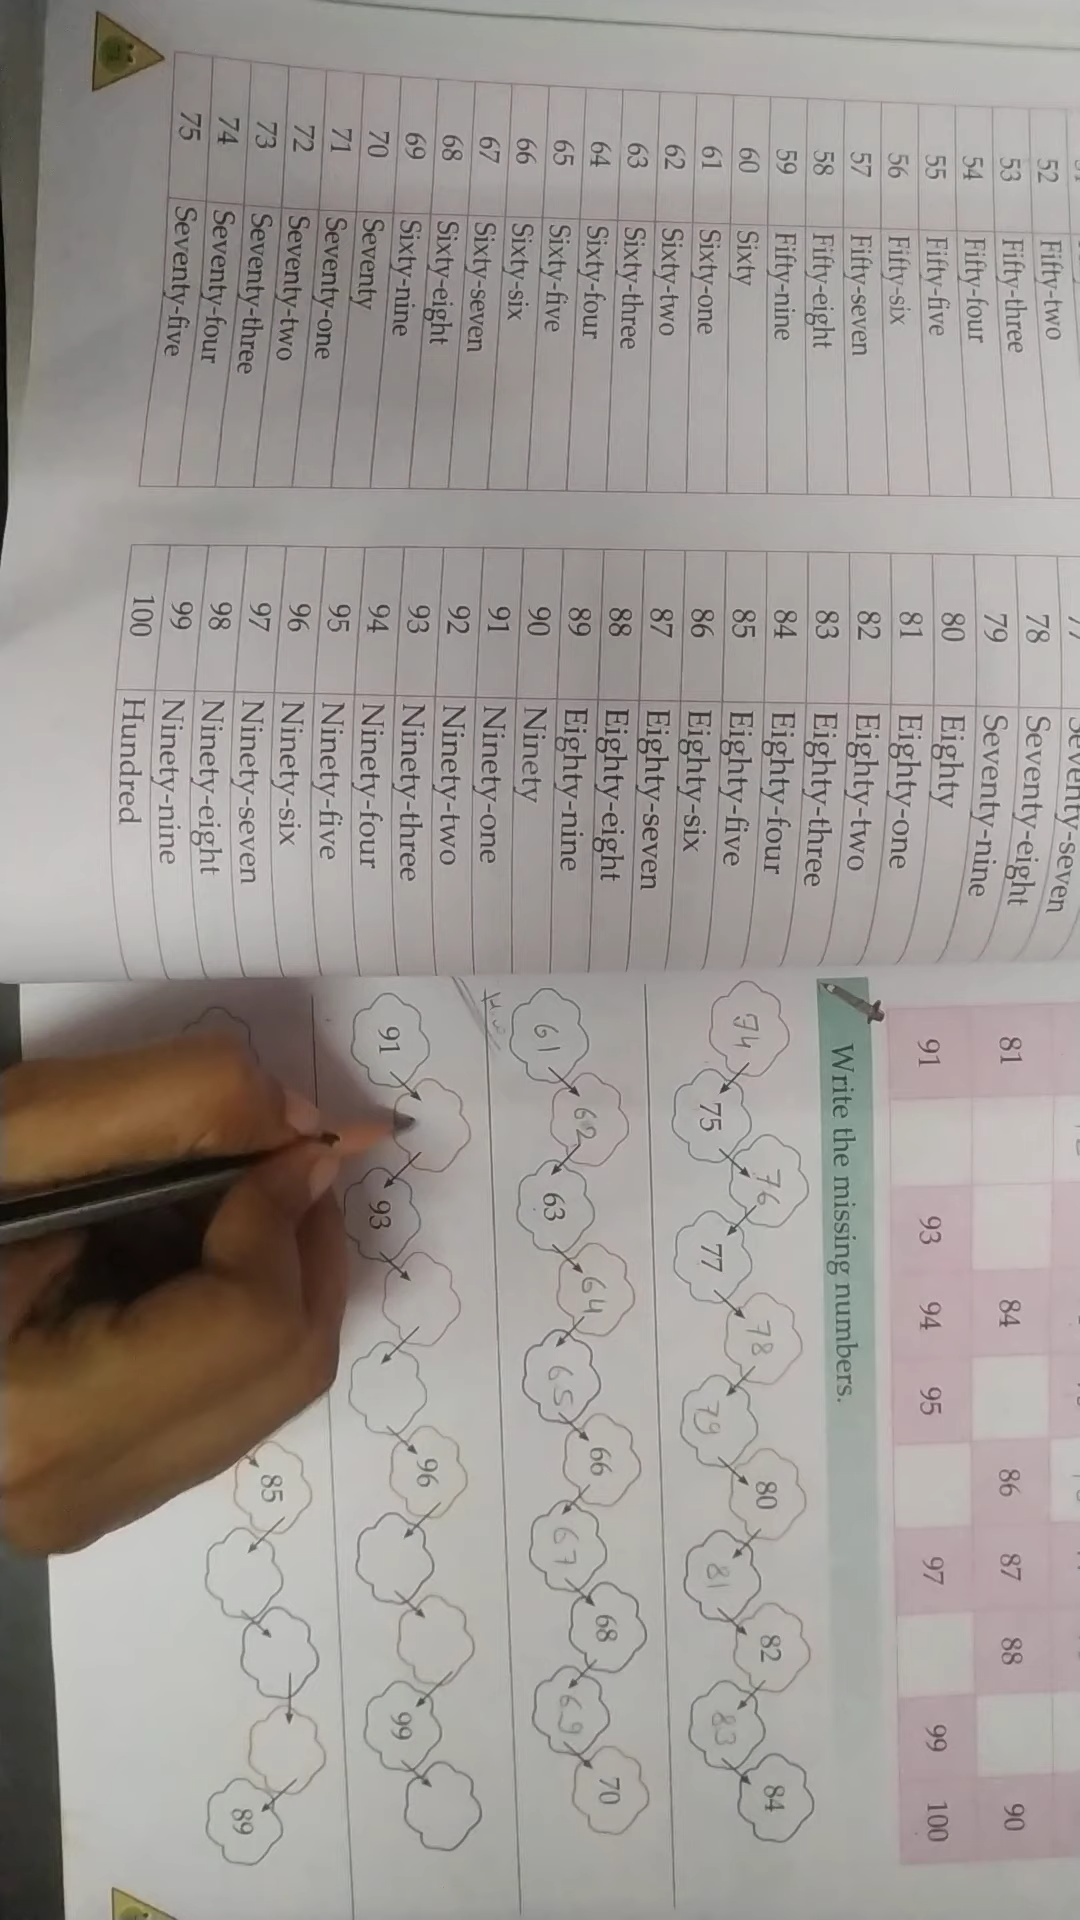 52 Fifty-two
53 Fifty-three
54 Fifty-four
55 Fifty-five
56 Fifty-six
57 Fifty-seven
58 Fifty-eight
59 Fifty-nine
60 Sixty
61 Sixty-one
62 Sixty-two
63 Sixty-three
64 Sixty-four
65 Sixty-five
66 Sixty-six
67 Sixty-seven
68 Sixty-eight
69 Sixty-nine
70 Seventy
71 Seventy-one
72 Seventy-two
73 Seventy-three
74 Seventy-four
75 Seventy-five
77 Seventy-seven
78 Seventy-eight
79 Seventy-nine
80 Eighty
81 Eighty-one
82 Eighty-two
83 Eighty-three
84 Eighty-four
85 Eighty-five
86 Eighty-six
87 Eighty-seven
88 Eighty-eight
89 Eighty-nine
90 Ninety
91 Ninety-one
92 Ninety-two
93 Ninety-three
94 Ninety-four
95 Ninety-five
96 Ninety-six
97 Ninety-seven
98 Ninety-eight
99 Ninety-nine
100 Hundred
81 84 86 87 88 90
91 93 94 95 97 99 100
Write the missing numbers.
74 75 76 77 78 79 80 81 82 83 84
61 62 63 64 65 66 67 68 69 70
91 93 96 99
85 89